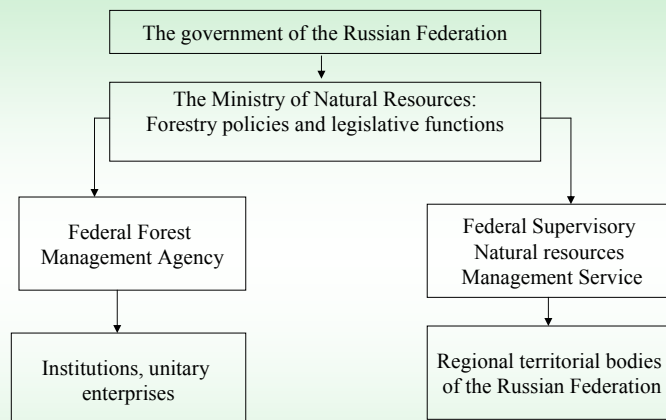 The government of the Russian Federation
The Ministry of Natural Resources:
Forestry policies and legislative functions
Federal Forest
Management Agency
Federal Supervisory
Natural resources
Management Service
Institutions, unitary
enterprises
Regional territorial bodies
of the Russian Federation